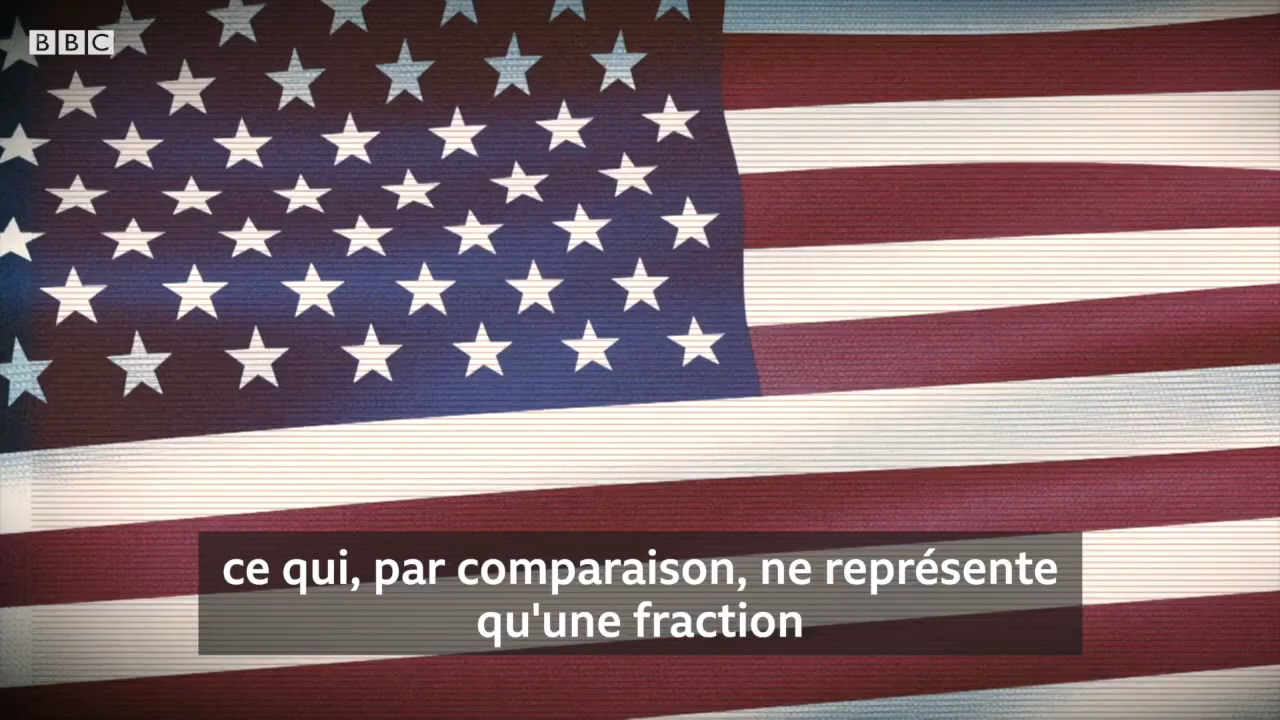 BBC
ce qui, par comparaison, ne représente
qu'une fraction